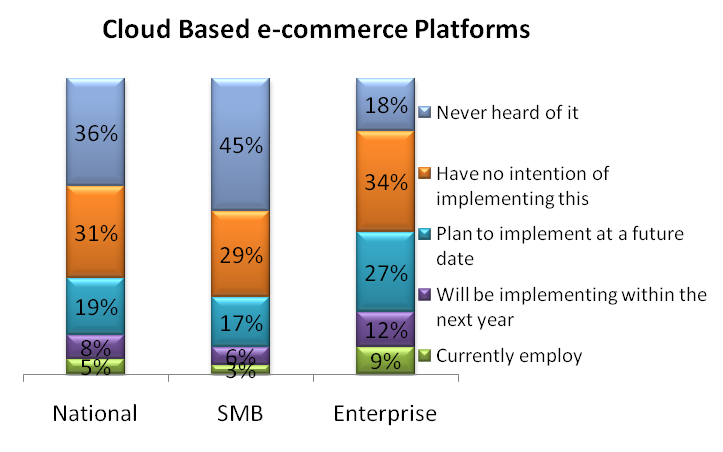 Cloud Based e-commerce Platforms
36%
31%
19%
8%
5%
45%
29%
17%
6%
3%
18%
34%
27%
12%
9%
Never heard of it
Have no intention of
implementing this
Plan to implement at a future
date
Will be implementing within the
next year
Currently employ
National
SMB
Enterprise